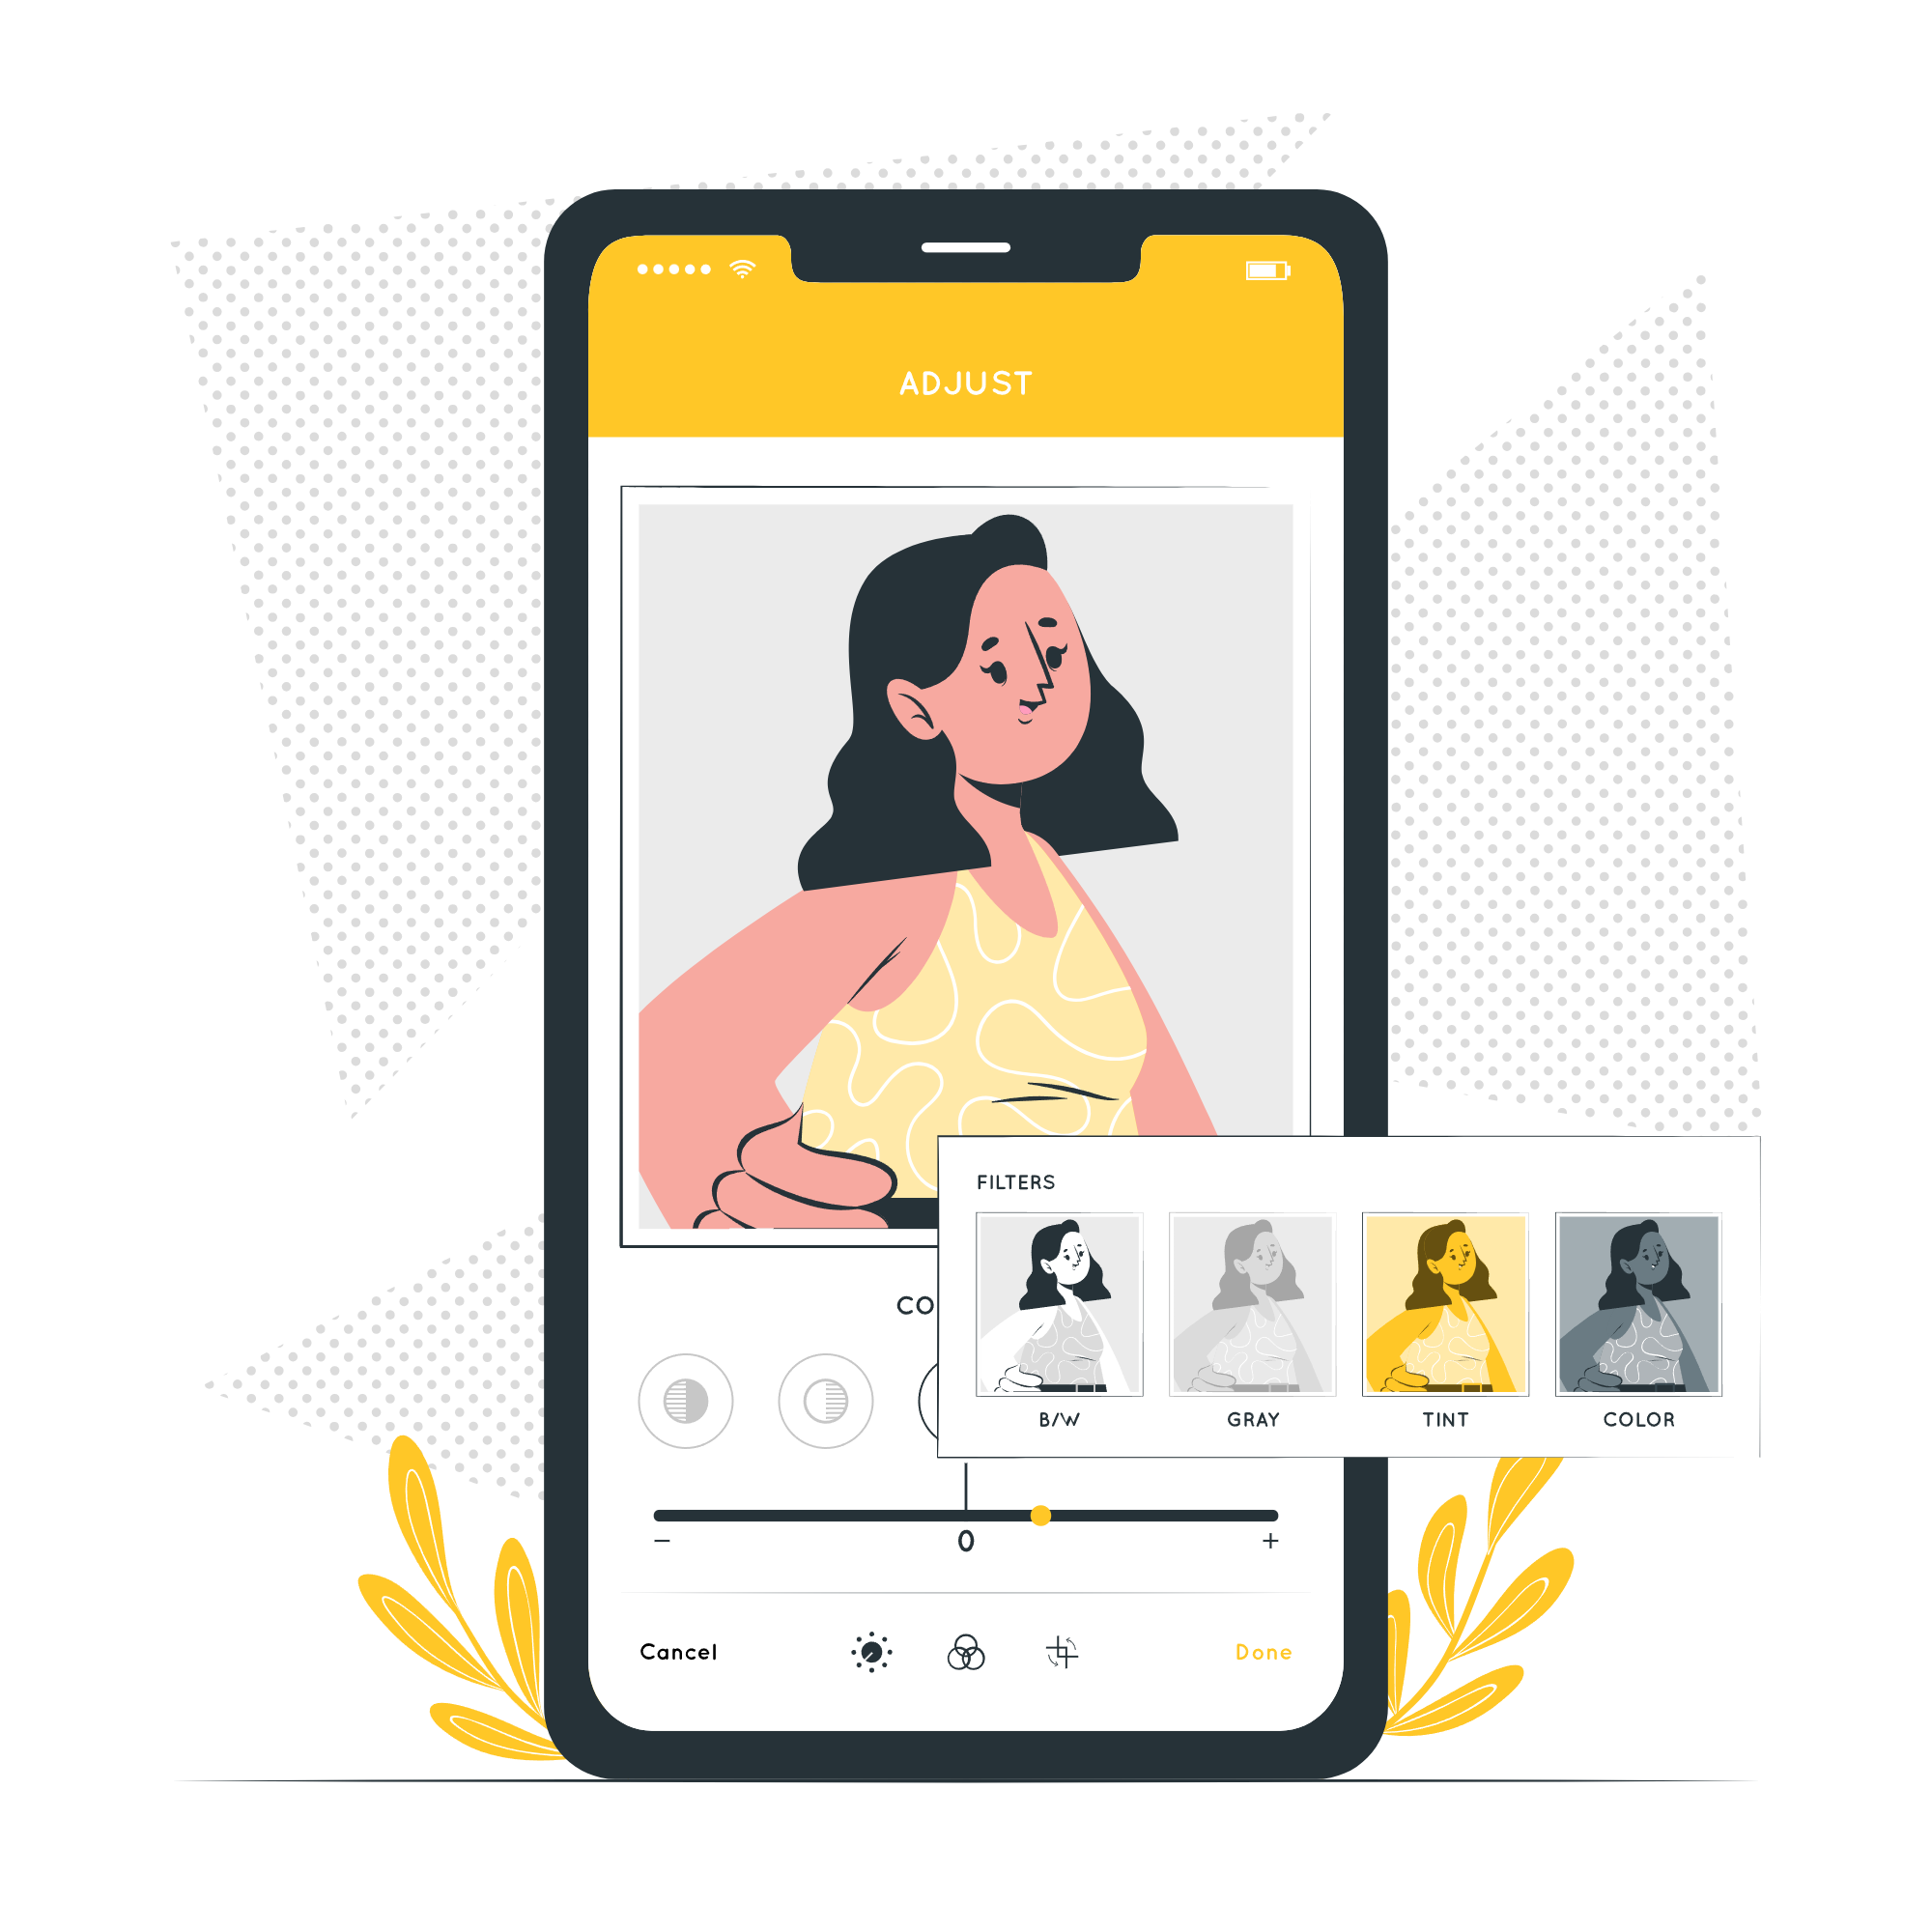 ADJUST
FILTERS
B/W GRAY TINT COLOR
CO
− 0 +
Cancel Done